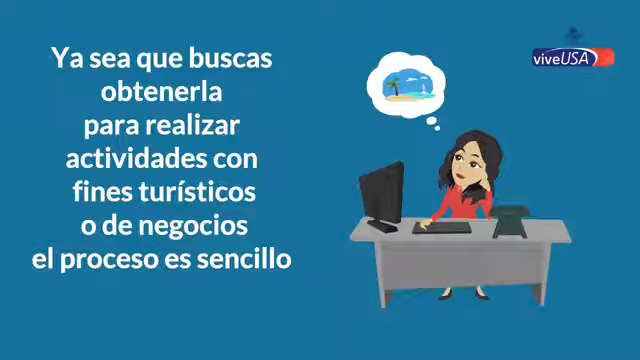 Ya sea que buscas
obtenerla
para realizar
actividades con
fines turísticos
o de negocios
el proceso es sencillo
viveUSA